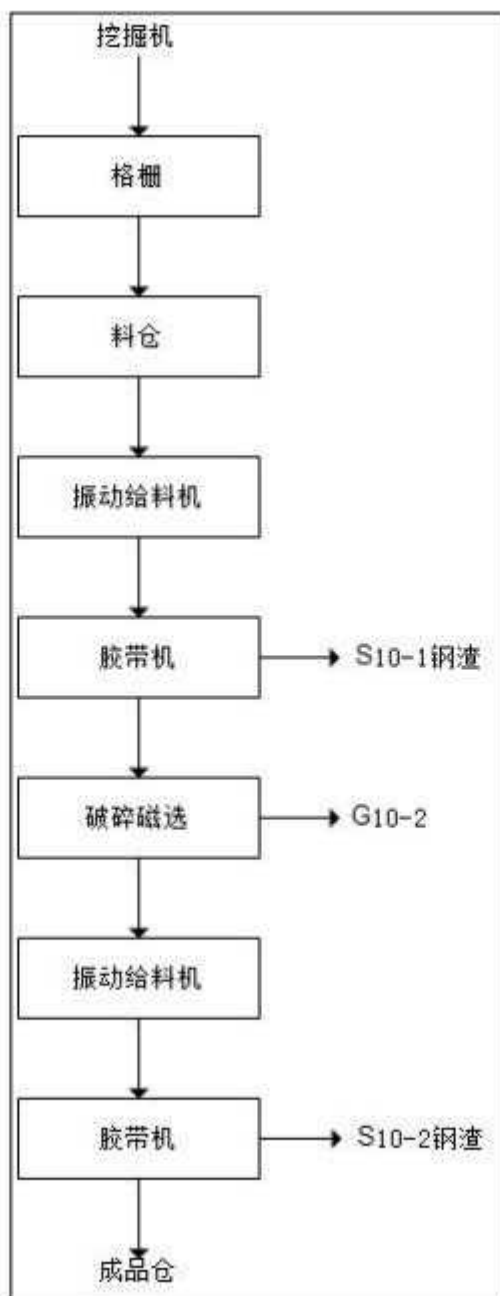 挖掘机
格栅
料仓
振动给料机
胶带机
S10-1钢渣
破碎磁选
G10-2
振动给料机
胶带机
S10-2钢渣
成品仓